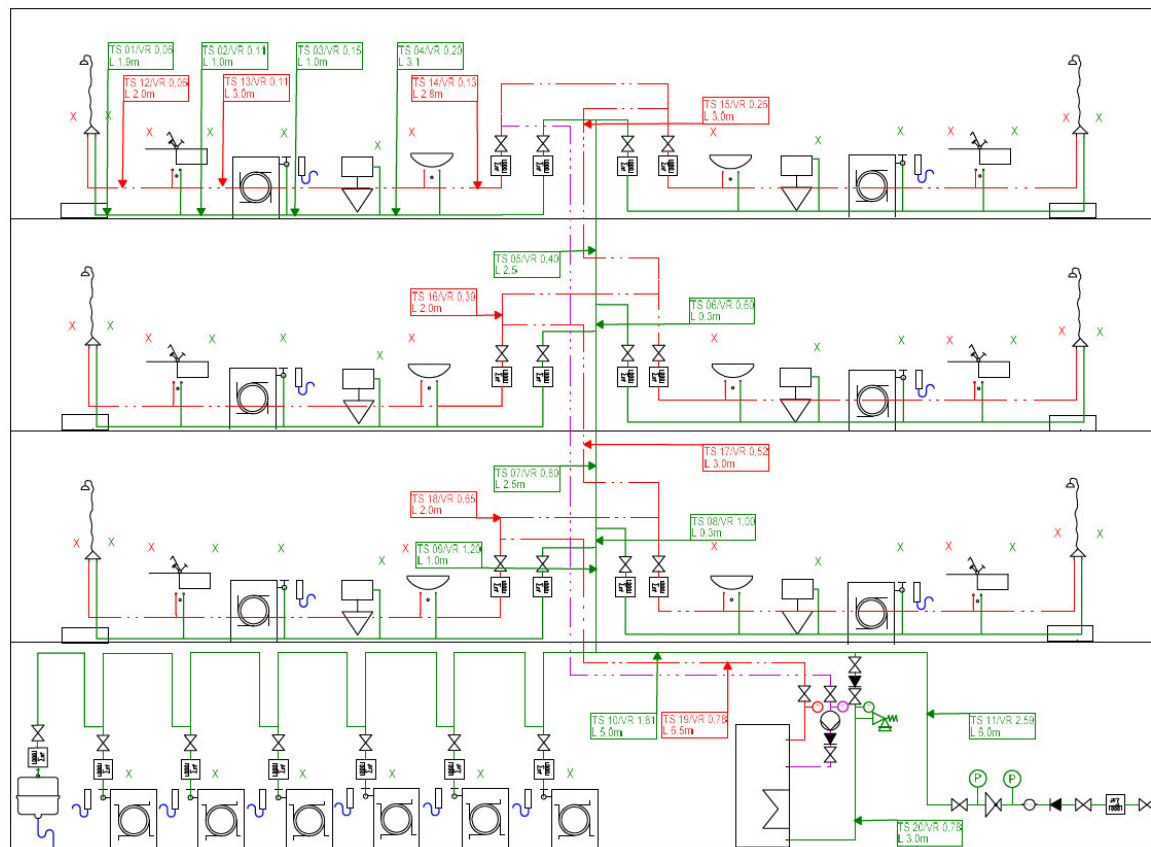 TS 01/VR 0,06
L 1.9m
TS 02/VR 0,11
L 1.0m
TS 03/VR 0,15
L 1.0m
TS 04/VR 0,20
L 3.1
TS 12/VR 0,06
L 2,0m
TS 13/VR 0,11
L 3,0m
TS 14/VR 0,13
L 2,8m
TS 15/VR 0,26
L 3,0m
X X X X X X X X
X X X X X X X
TS 05/VR 0,40
L 2.5
TS 16/VR 0,39
L 2,0m
TS 06/VR 0,60
L 0.3m
X X X X X X X X
X X X X X X X X
TS 17/VR 0,52
L 3,0m
TS 07/VR 0,80
L 2.5m
TS 18/VR 0,65
L 2,0m
TS 08/VR 1,00
L 0.3m
TS 09/VR 1,20
L 1.0m
X X X X X X X X
X X X X X X X X
TS 10/VR 1,81
L 5.0m
TS 19/VR 0,78
L 6.5m
TS 11/VR 2,59
L 6.0m
P P
X X X X X X
TS 20/VR 0,78
L 3.0m